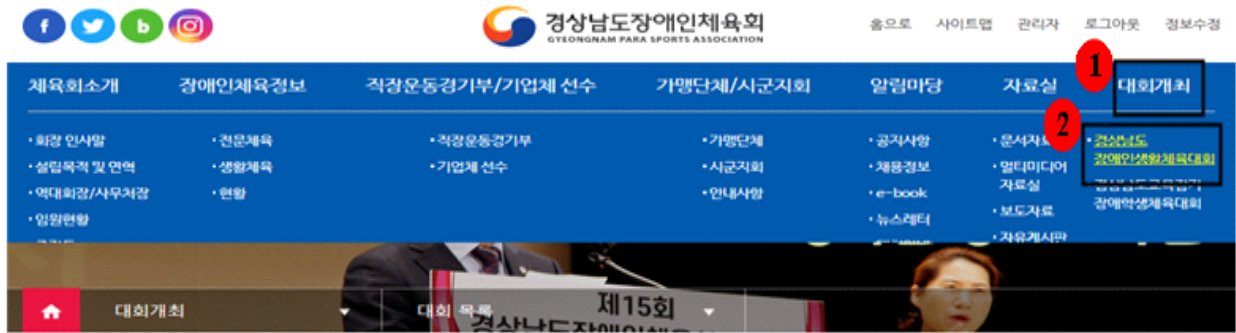 f
b
경상남도장애인체육회
GYEONGNAM PARA SPORTS ASSOCIATION
홈으로 사이트맵 관리자 로그아웃 정보수정
1
체육회소개 장애인체육정보 직장운동경기부/기업체 선수 가맹단체/시군지회 알림마당 자료실 대회개최
2
·회장 인사말 ·전문체육 ·직장운동경기부 ·가맹단체 ·공지사항 ·문서자료 ·경상남도
장애인생활체육대회
·설립목적 및 연혁 ·생활체육 ·기업체 선수 ·시군지회 ·채용정보 ·멀티미디어
자료실
·역대회장/사무처장 ·현황 ·안내사항 ·e-book 경상남도교육감기
장애학생체육대회
·임원현황 ·뉴스레터 ·보도자료
·자유게시판
대회개최 대회 목록
제15회